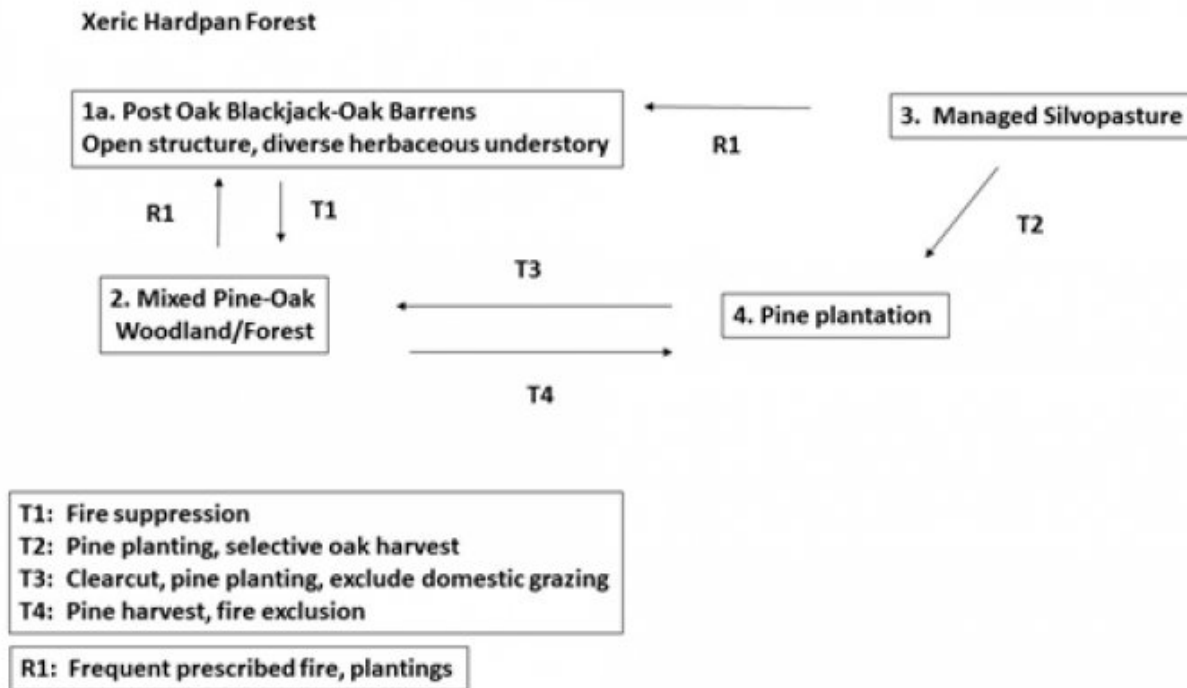 Xeric Hardpan Forest
1a. Post Oak Blackjack-Oak Barrens
Open structure, diverse herbaceous understory
3. Managed Silvopasture
R1
R1
T1
T2
2. Mixed Pine-Oak
Woodland/Forest
T3
4. Pine plantation
T4
T1: Fire suppression
T2: Pine planting, selective oak harvest
T3: Clearcut, pine planting, exclude domestic grazing
T4: Pine harvest, fire exclusion
R1: Frequent prescribed fire, plantings